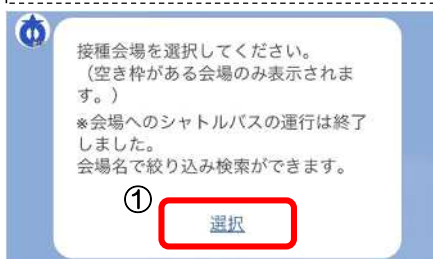 接種会場を選択してください。
（空き枠がある会場のみ表示されま
す。）
※会場へのシャトルバスの運行は終了
しました。
会場名で絞り込み検索ができます。
①
選択